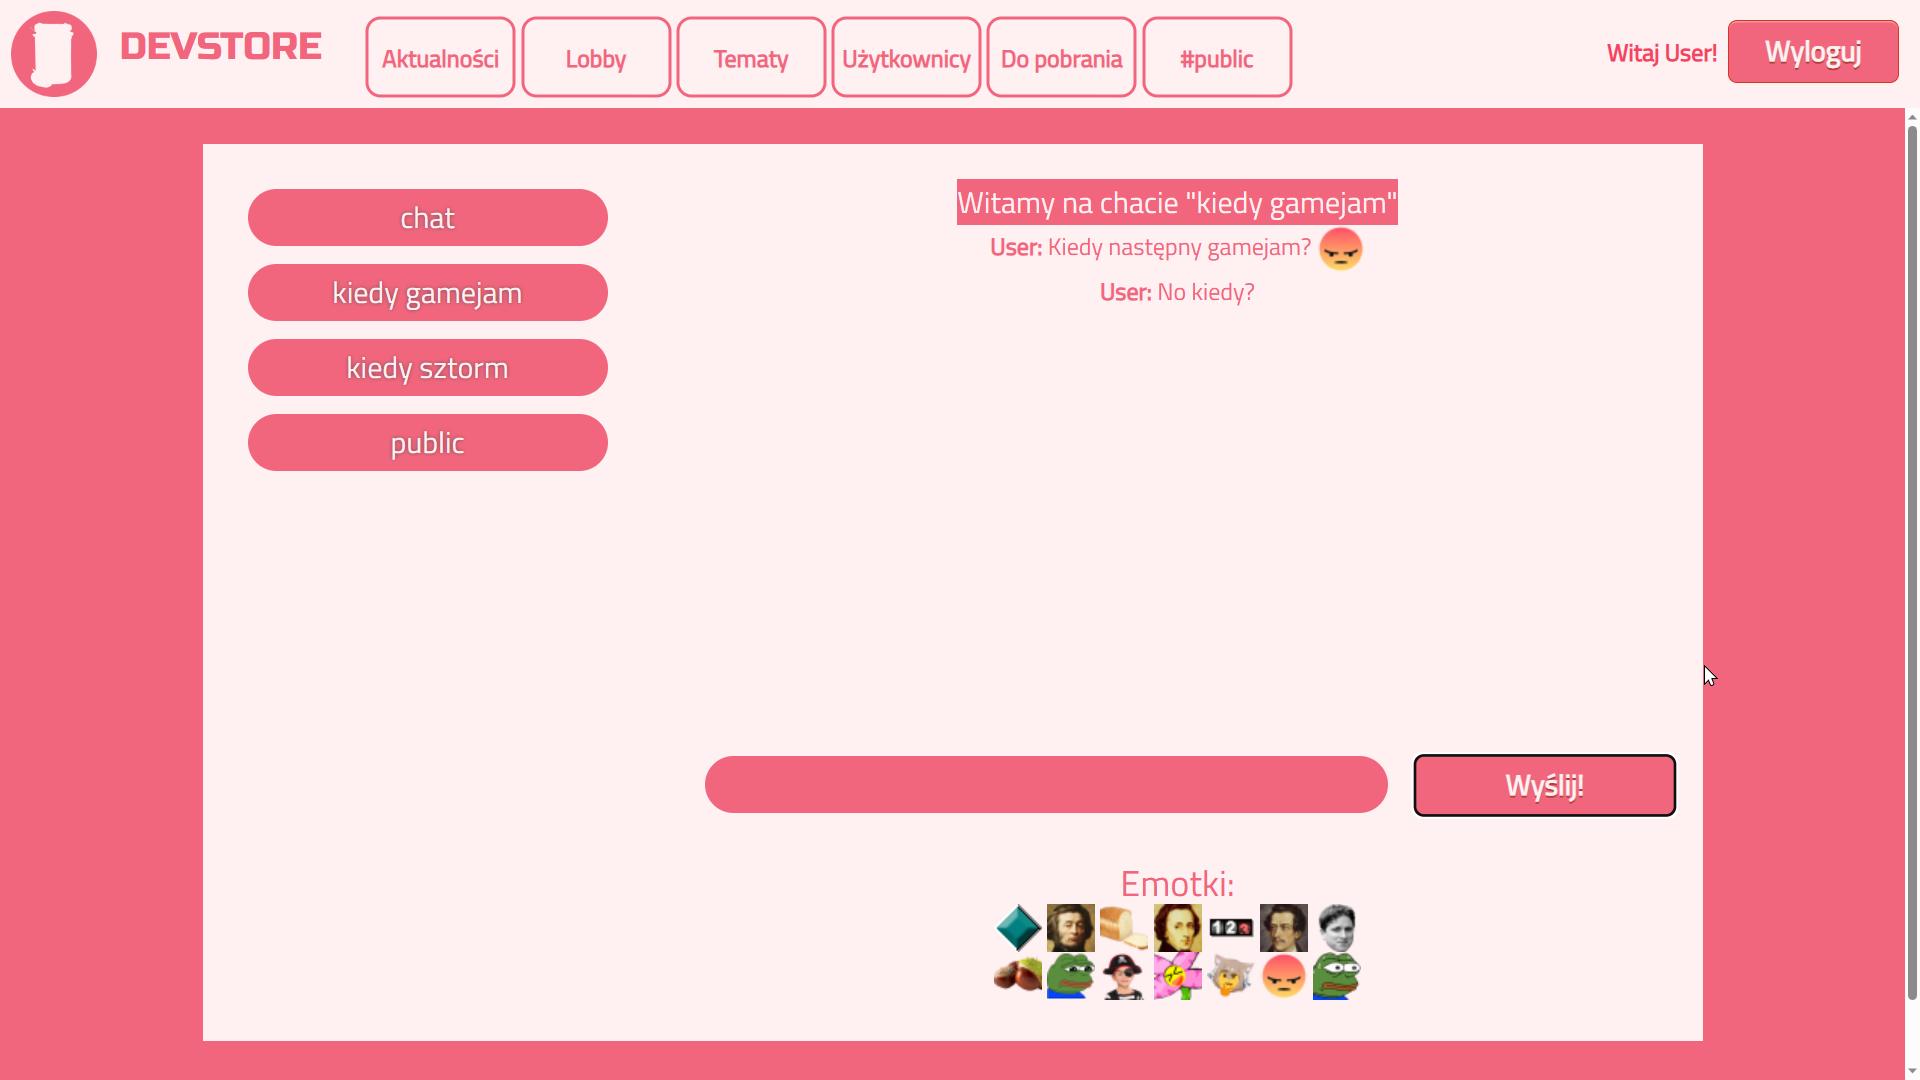 DEVSTORE
Aktualności
Lobby
Tematy
Użytkownicy
Do pobrania
#public
Witaj User!
Wyloguj
chat
kiedy gamejam
kiedy sztorm
public
Witamy na chacie "kiedy gamejam"
User: Kiedy następny gamejam?
User: No kiedy?
Wyślij!
Emotki: